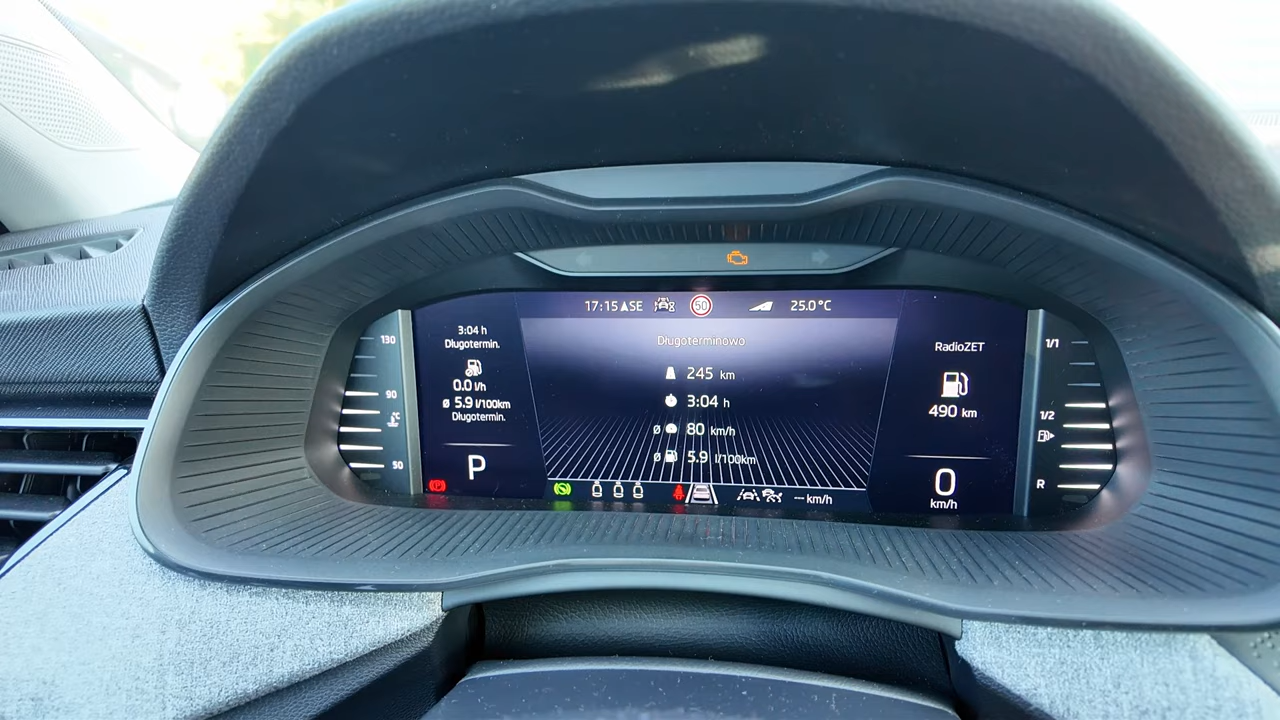 17:15 SE 50 25.0°C
130
90
°C
50
3:04 h
Długotermin.
0.0 l/h
ø 5.9 l/100km
Długotermin.
P
Długoterminowo
245 km
3:04 h
ø 80 km/h
ø 5.9 l/100km
--- km/h
RadioZET
490 km
0
km/h
1/1
1/2
R